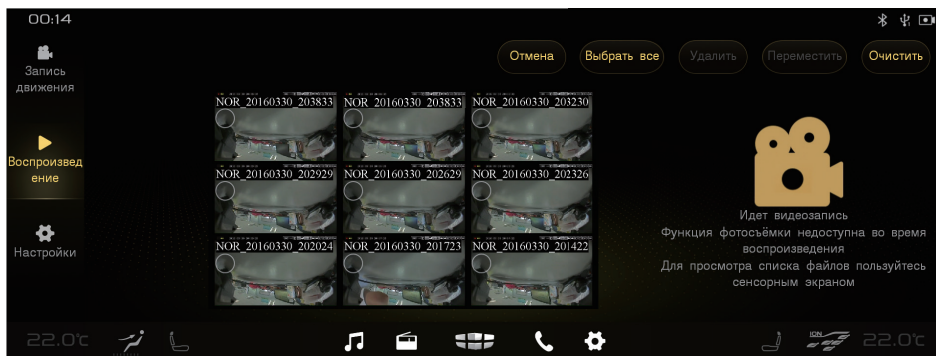 00:14
Отмена
Выбрать все
Удалить
Переместить
Очистить
Запись
движения
Воспроизвед
ение
Настройки
NOR_20160330_203833
NOR_20160330_203833
NOR_20160330_203230
NOR_20160330_202929
NOR_20160330_202629
NOR_20160330_202326
NOR_20160330_202024
NOR_20160330_201723
NOR_20160330_201422
Идет видеозапись
Функция фотосъёмки недоступна во время
воспроизведения
Для просмотра списка файлов пользуйтесь
сенсорным экраном
22.0℃
ION
22.0℃